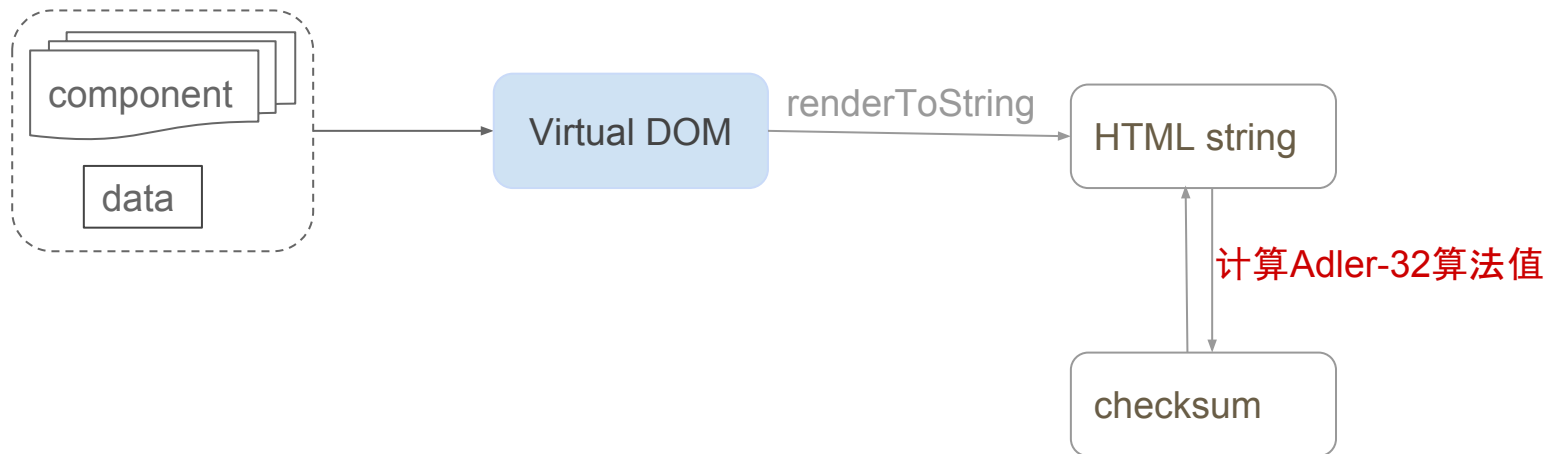 component
data
Virtual DOM
renderToString
HTML string
计算Adler-32算法值
checksum